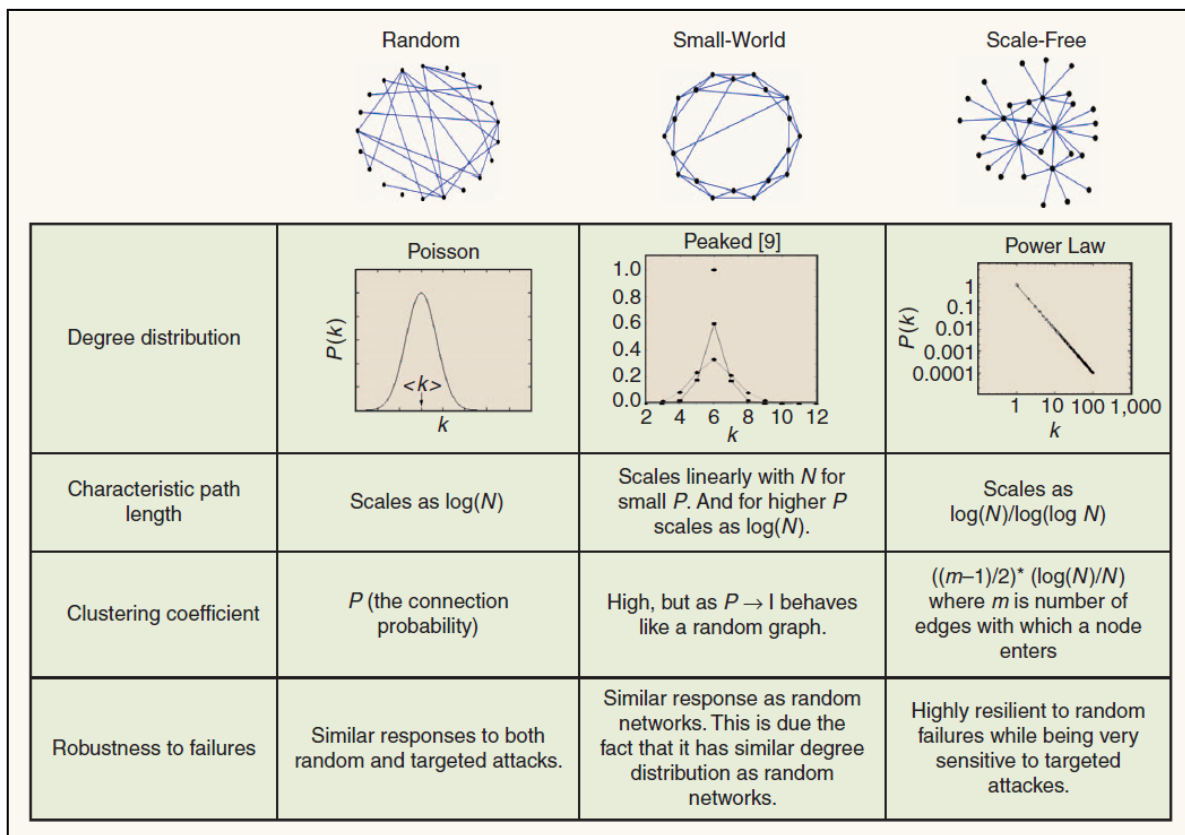 Random
Small-World
Scale-Free
Degree distribution
Poisson
P(k)
<k>
k
Peaked [9]
1.0
0.8
0.6
0.4
0.2
0.0
2 4 6 8 10 12
k
Power Law
P(k)
1
0.1
0.01
0.001
0.0001
1 10 100 1,000
k
Characteristic path
length
Scales as log(N)
Scales linearly with N for
small P. And for higher P
scales as log(N).
Scales as
log(N)/log(log N)
Clustering coefficient
P (the connection
probability)
High, but as P → I behaves
like a random graph.
((m–1)/2)* (log(N)/N)
where m is number of
edges with which a node
enters
Robustness to failures
Similar responses to both
random and targeted attacks.
Similar response as random
networks. This is due the
fact that it has similar degree
distribution as random
networks.
Highly resilient to random
failures while being very
sensitive to targeted
attackes.